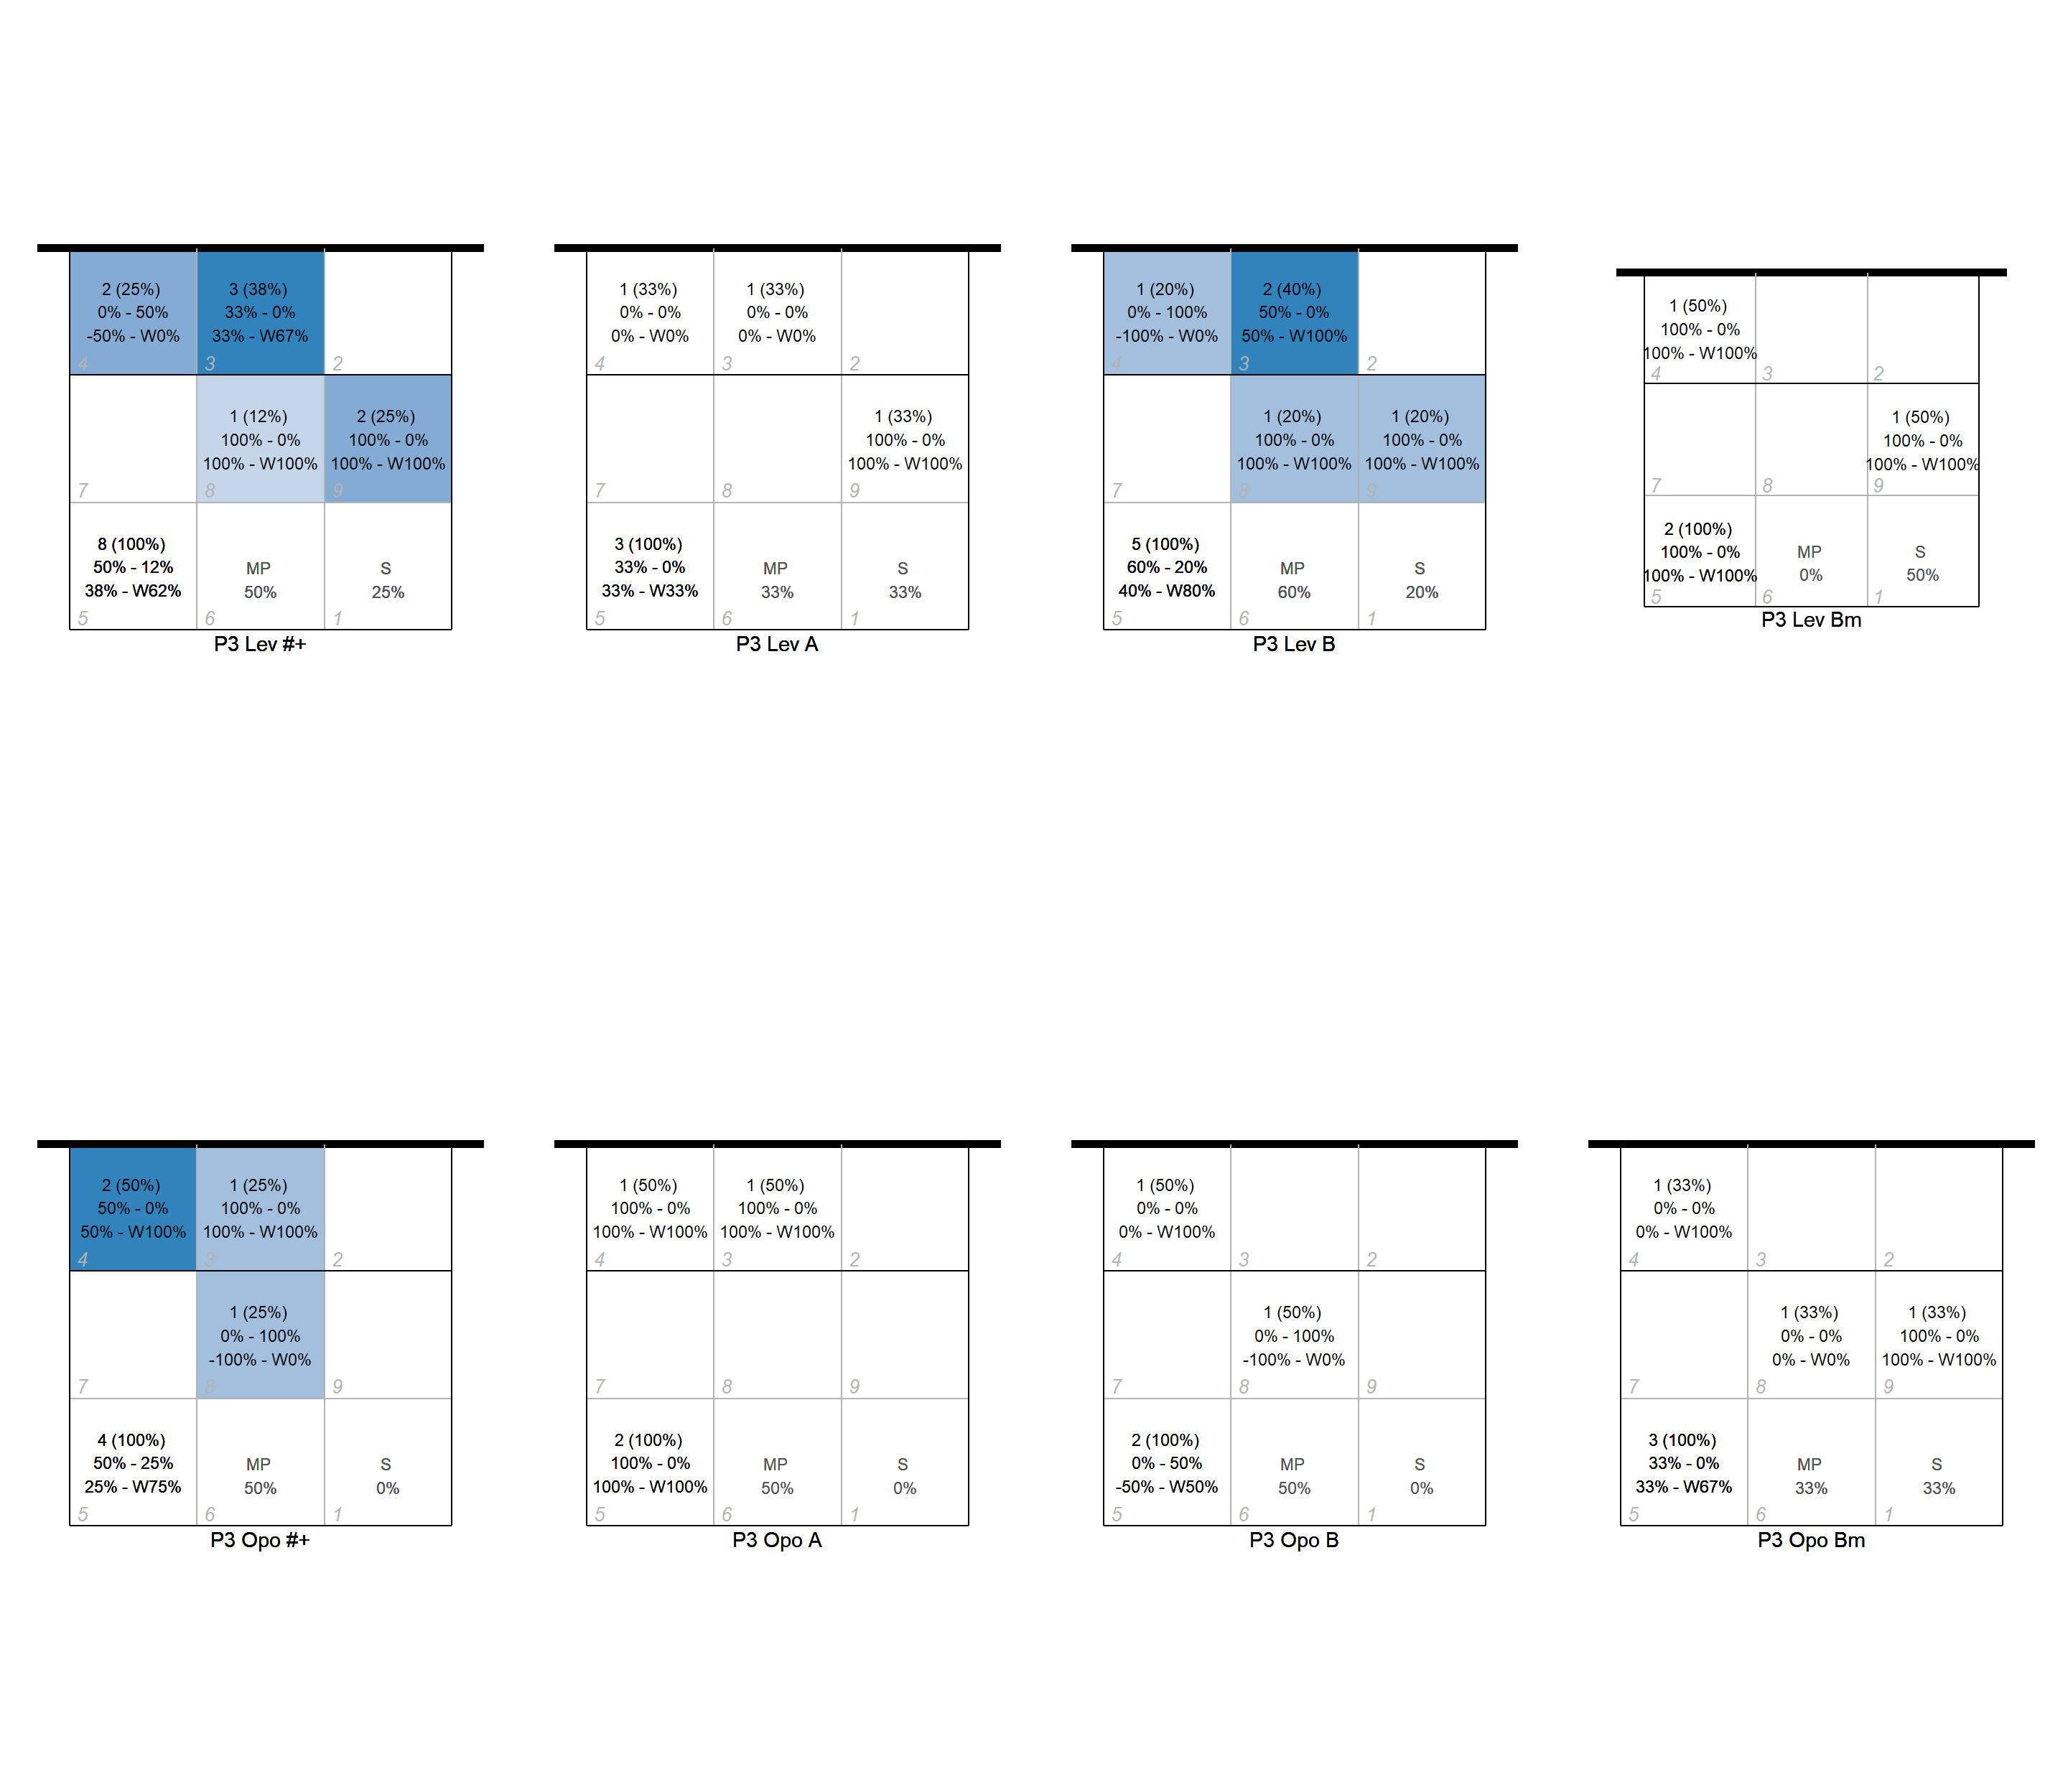 2 (25%)
0% - 50%
-50% - W0%
4
3 (38%)
33% - 0%
33% - W67%
3
2
7
1 (12%)
100% - 0%
100% - W100%
8
2 (25%)
100% - 0%
100% - W100%
9
8 (100%)
50% - 12%
38% - W62%
5
MP
50%
6
S
25%
1
P3 Lev #+
1 (33%)
0% - 0%
0% - W0%
4
1 (33%)
0% - 0%
0% - W0%
3
2
7
8
1 (33%)
100% - 0%
100% - W100%
9
3 (100%)
33% - 0%
33% - W33%
5
MP
33%
6
S
33%
1
P3 Lev A
1 (20%)
0% - 100%
-100% - W0%
4
2 (40%)
50% - 0%
50% - W100%
3
2
7
1 (20%)
100% - 0%
100% - W100%
8
1 (20%)
100% - 0%
100% - W100%
9
5 (100%)
60% - 20%
40% - W80%
5
MP
60%
6
S
20%
1
P3 Lev B
1 (50%)
100% - 0%
100% - W100%
4
3
2
7
8
1 (50%)
100% - 0%
100% - W100%
9
2 (100%)
100% - 0%
100% - W100%
5
MP
0%
6
S
50%
1
P3 Lev Bm
2 (50%)
50% - 0%
50% - W100%
4
1 (25%)
100% - 0%
100% - W100%
3
2
7
1 (25%)
0% - 100%
-100% - W0%
8
9
4 (100%)
50% - 25%
25% - W75%
5
MP
50%
6
S
0%
1
P3 Opo #+
1 (50%)
100% - 0%
100% - W100%
4
1 (50%)
100% - 0%
100% - W100%
3
2
7
8
9
2 (100%)
100% - 0%
100% - W100%
5
MP
50%
6
S
0%
1
P3 Opo A
1 (50%)
0% - 0%
0% - W100%
4
3
2
7
1 (50%)
0% - 100%
-100% - W0%
8
9
2 (100%)
0% - 50%
-50% - W50%
5
MP
50%
6
S
0%
1
P3 Opo B
1 (33%)
0% - 0%
0% - W100%
4
3
2
7
1 (33%)
0% - 0%
0% - W0%
8
1 (33%)
100% - 0%
100% - W100%
9
3 (100%)
33% - 0%
33% - W67%
5
MP
33%
6
S
33%
1
P3 Opo Bm